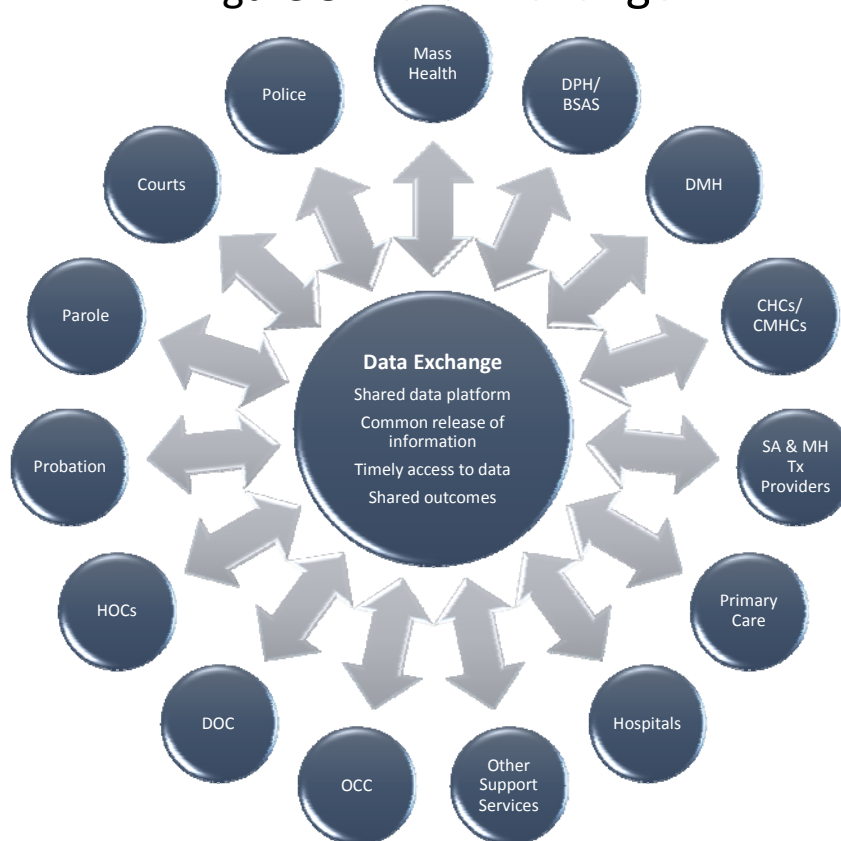 Mass
Health
DPH/
BSAS
DMH
CHCs/
CMHCs
SA & MH
Tx
Providers
Primary
Care
Hospitals
Other
Support
Services
OCC
DOC
HOCs
Probation
Parole
Courts
Police
Data Exchange
Shared data platform
Common release of
information
Timely access to data
Shared outcomes